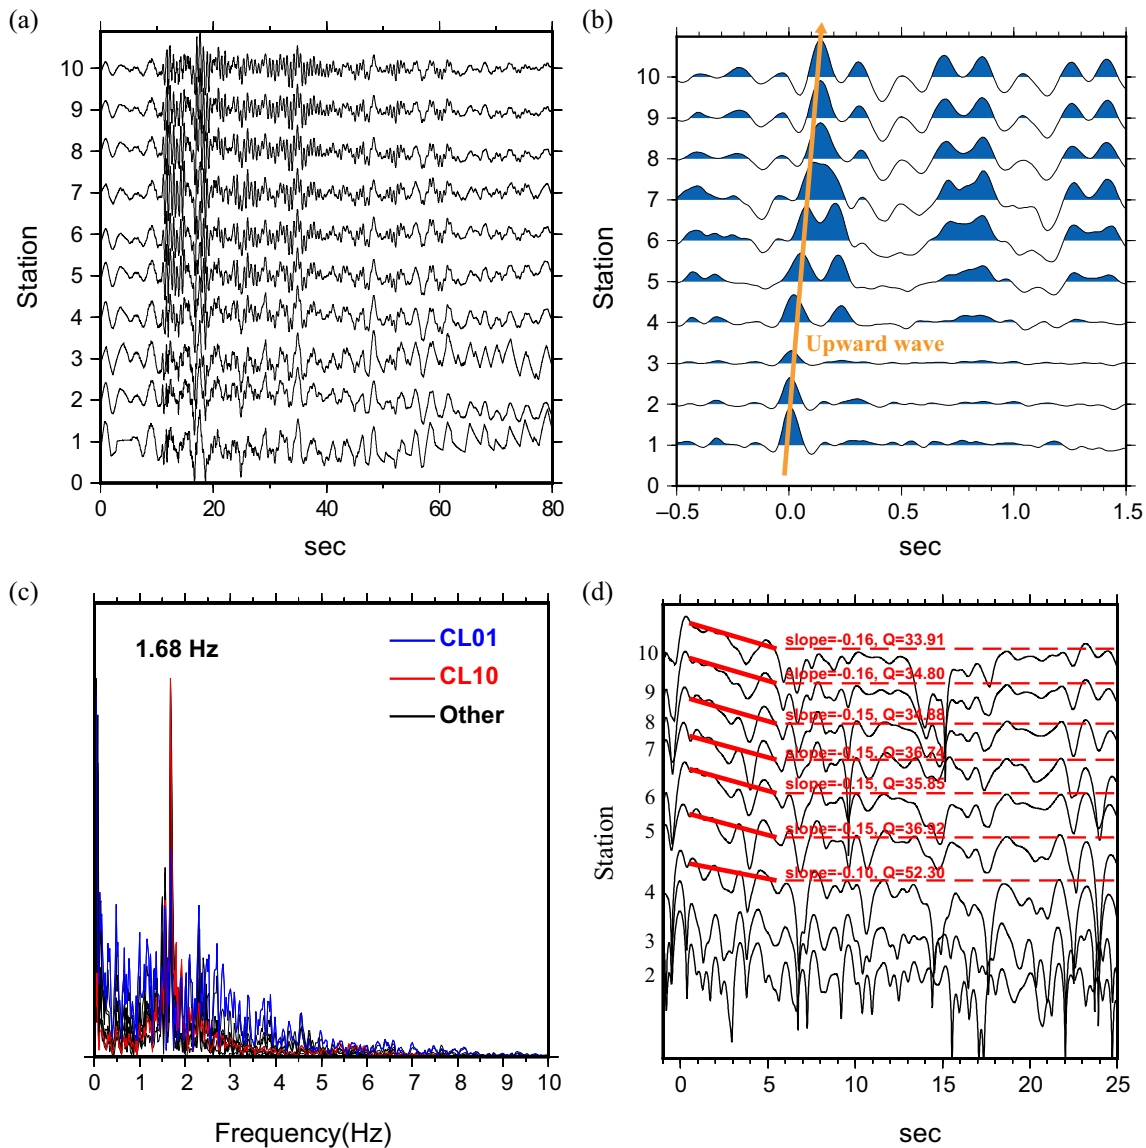 (a)
Station
10
9
8
7
6
5
4
3
2
1
0
0 20 40 60 80
sec
(b)
Station
10
9
8
7
6
5
4
3
2
1
0
Upward wave
−0.5 0.0 0.5 1.0 1.5
sec
(c)
1.68 Hz
CL01
CL10
Other
0 1 2 3 4 5 6 7 8 9 10
Frequency(Hz)
(d)
Station
10
9
8
7
6
5
4
3
2
slope=-0.16, Q=33.91
slope=-0.16, Q=34.80
slope=-0.15, Q=34.88
slope=-0.15, Q=36.74
slope=-0.15, Q=35.85
slope=-0.15, Q=36.92
slope=-0.10, Q=52.30
0 5 10 15 20 25
sec